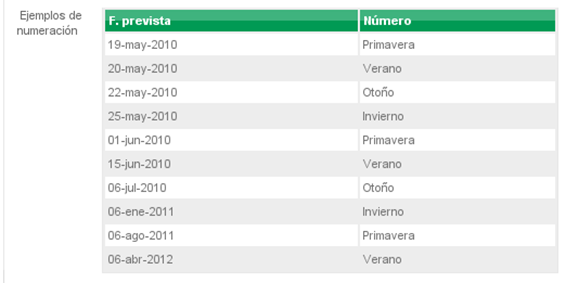 Ejemplos de
numeración
F. prevista Número
19-may-2010 Primavera
20-may-2010 Verano
22-may-2010 Otoño
25-may-2010 Invierno
01-jun-2010 Primavera
15-jun-2010 Verano
06-jul-2010 Otoño
06-ene-2011 Invierno
06-ago-2011 Primavera
06-abr-2012 Verano